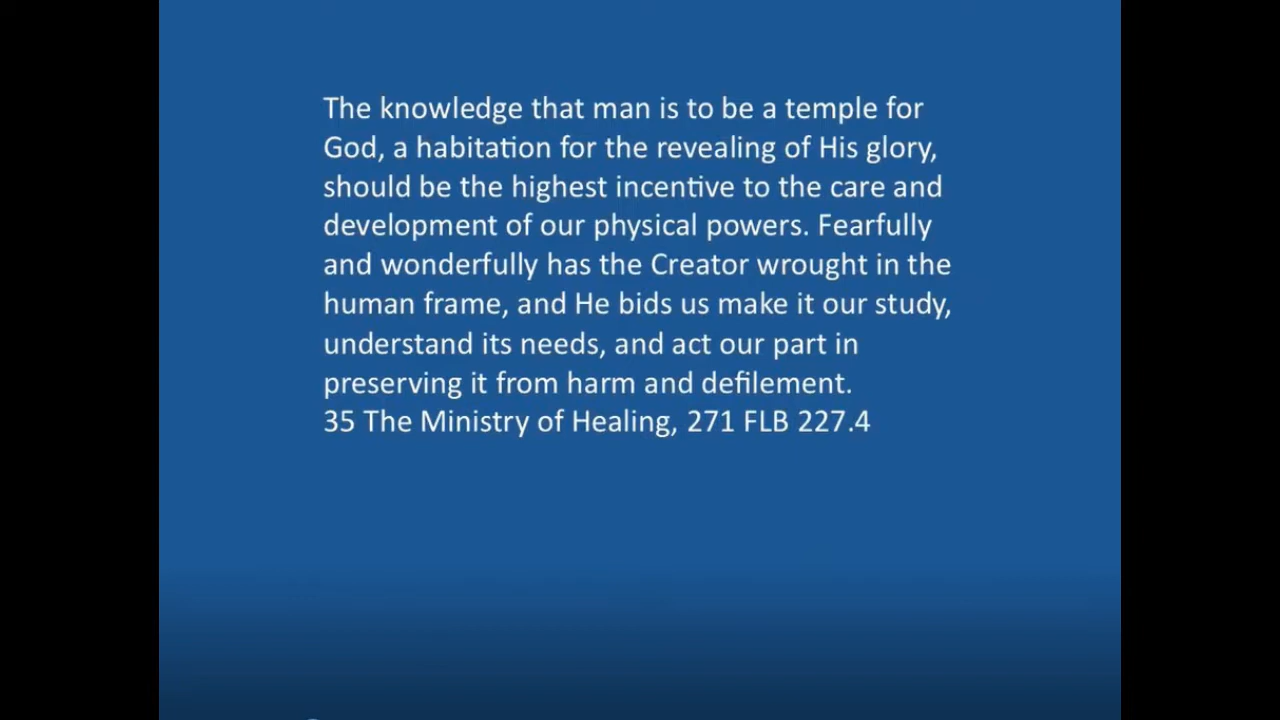 The knowledge that man is to be a temple for
God, a habitation for the revealing of His glory,
should be the highest incentive to the care and
development of our physical powers. Fearfully
and wonderfully has the Creator wrought in the
human frame, and He bids us make it our study,
understand its needs, and act our part in
preserving it from harm and defilement.
35 The Ministry of Healing, 271 FLB 227.4